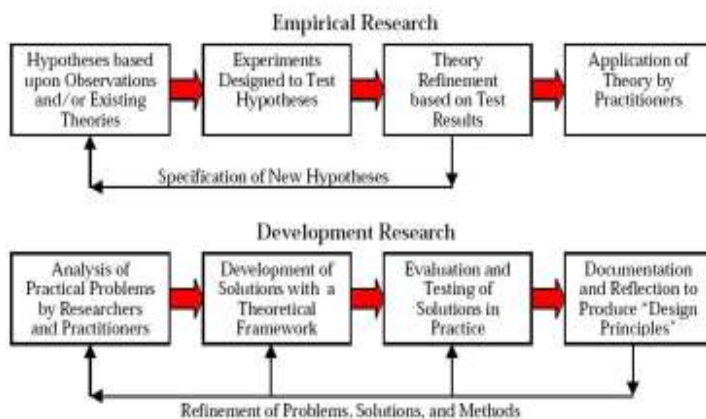 Empirical Research
Hypotheses based
upon Observations
and/or Existing
Theories
Experiments
Designed to Test
Hypotheses
Theory
Refinement
based on Test
Results
Application of
Theory by
Practitioners
Specification of New Hypotheses
Development Research
Analysis of
Practical Problems
by Researchers
and Practitioners
Development of
Solutions with a
Theoretical
Framework
Evaluation and
Testing of
Solutions in
Practice
Documentation
and Reflection to
Produce "Design
Principles"
Refinement of Problems, Solutions, and Methods